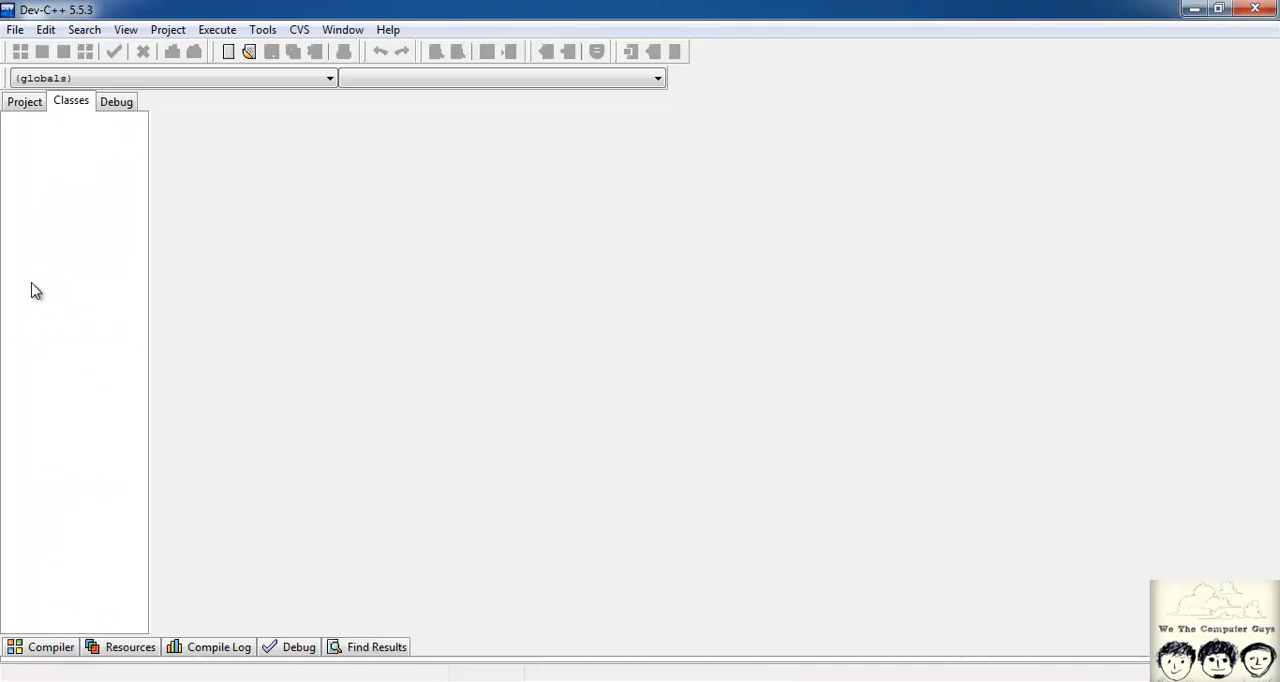 Dev-C++ 5.5.3
File Edit Search View Project Execute Tools CVS Window Help
(globals)
Project Classes Debug
Compiler Resources Compile Log Debug Find Results
We The Computer Guys